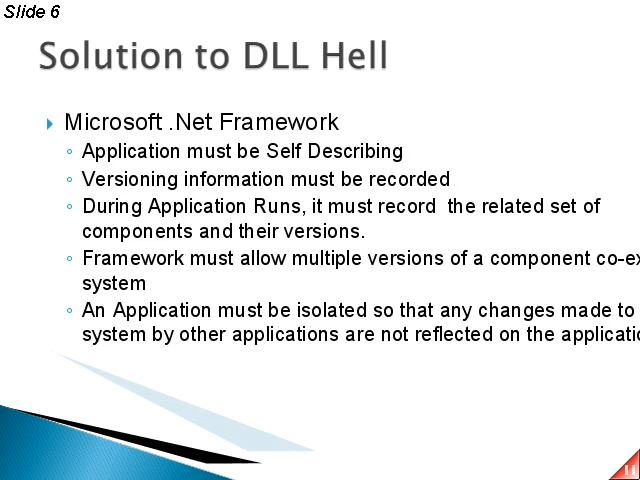 Slide 6
Solution to DLL Hell
Microsoft .Net Framework
Application must be Self Describing
Versioning information must be recorded
During Application Runs, it must record the related set of
components and their versions.
Framework must allow multiple versions of a component co-ex
system
An Application must be isolated so that any changes made to
system by other applications are not reflected on the applicatio